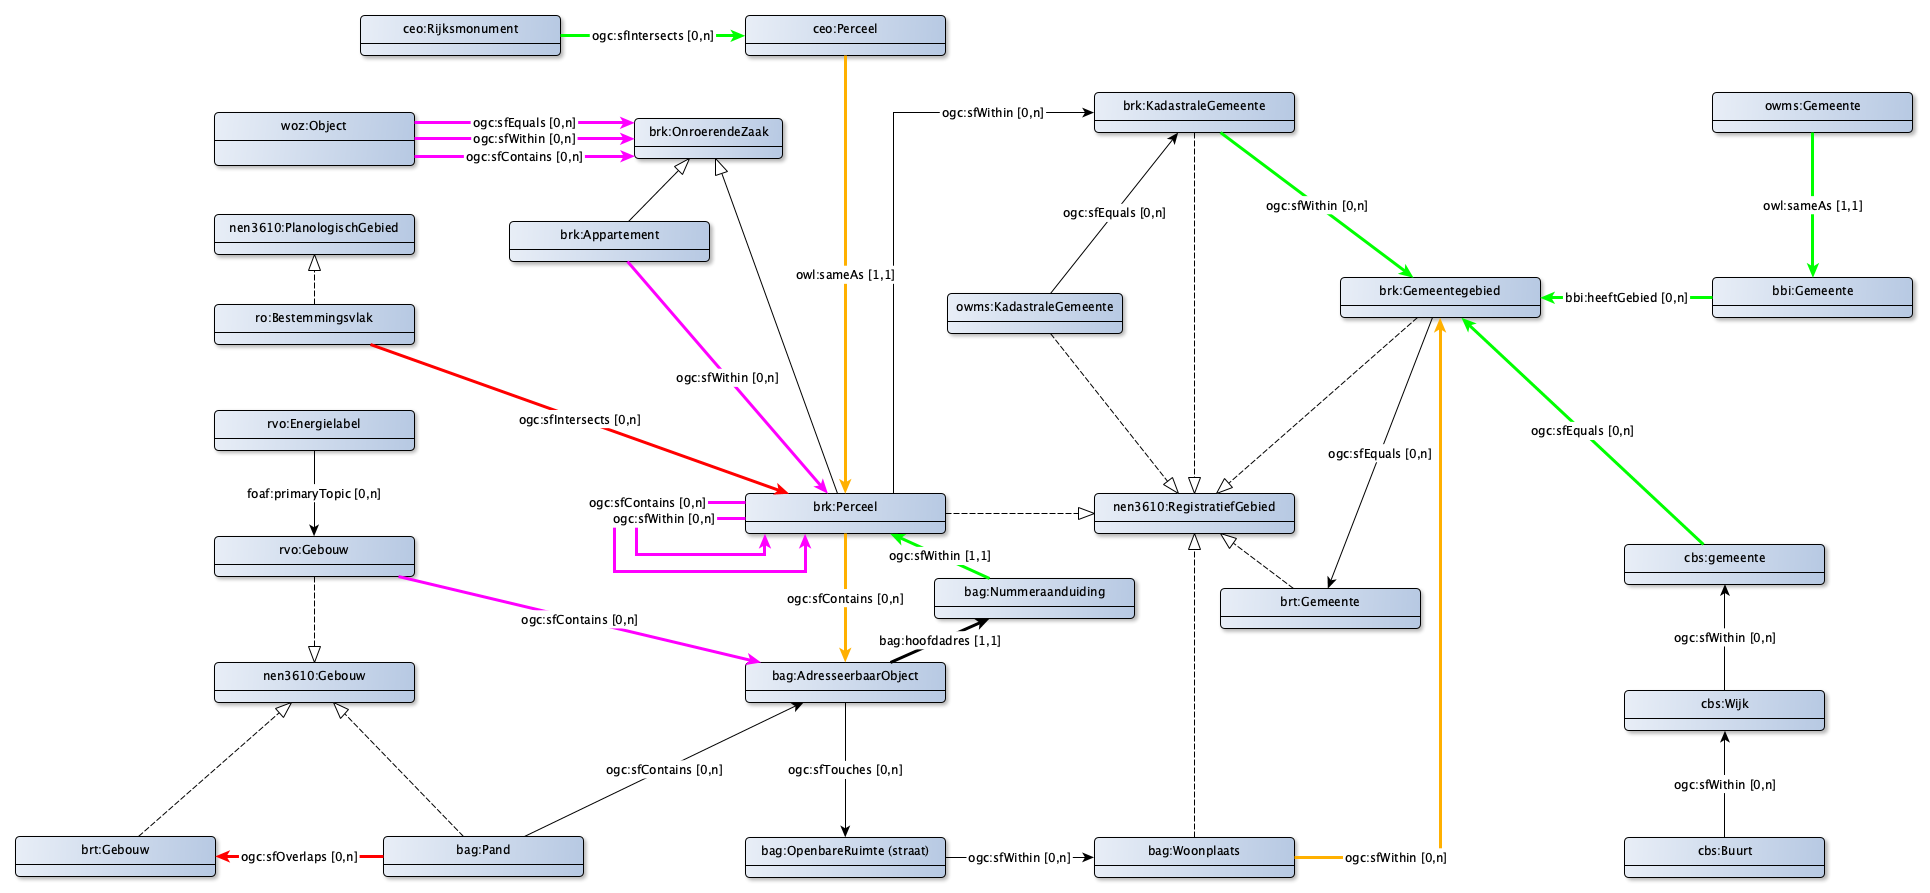 ceo:Rijksmonument
ogc:sfIntersects [0,n]
ceo:Perceel
woz:Object
ogc:sfEquals [0,n]
ogc:sfWithin [0,n]
ogc:sfContains [0,n]
brk:OnroerendeZaak
ogc:sfWithin [0,n]
brk:KadastraleGemeente
owms:Gemeente
ogc:sfEquals [0,n]
ogc:sfWithin [0,n]
owl:sameAs [1,1]
nen3610:PlanologischGebied
brk:Appartement
owl:sameAs [1,1]
ro:Bestemmingsvlak
owms:KadastraleGemeente
brk:Gemeentegebied
bbi:heeftGebied [0,n]
bbi:Gemeente
ogc:sfWithin [0,n]
ogc:sfIntersects [0,n]
rvo:Energielabel
ogc:sfEquals [0,n]
ogc:sfEquals [0,n]
foaf:primaryTopic [0,n]
ogc:sfContains [0,n]
ogc:sfWithin [0,n]
brk:Perceel
nen3610:RegistratiefGebied
rvo:Gebouw
ogc:sfWithin [1,1]
cbs:gemeente
ogc:sfContains [0,n]
bag:Nummeraanduiding
brt:Gemeente
ogc:sfContains [0,n]
bag:hoofdadres [1,1]
ogc:sfWithin [0,n]
nen3610:Gebouw
bag:AdresseerbaarObject
cbs:Wijk
ogc:sfContains [0,n]
ogc:sfTouches [0,n]
ogc:sfWithin [0,n]
brt:Gebouw
ogc:sfOverlaps [0,n]
bag:Pand
bag:OpenbareRuimte (straat)
ogc:sfWithin [0,n]
bag:Woonplaats
ogc:sfWithin [0,n]
cbs:Buurt